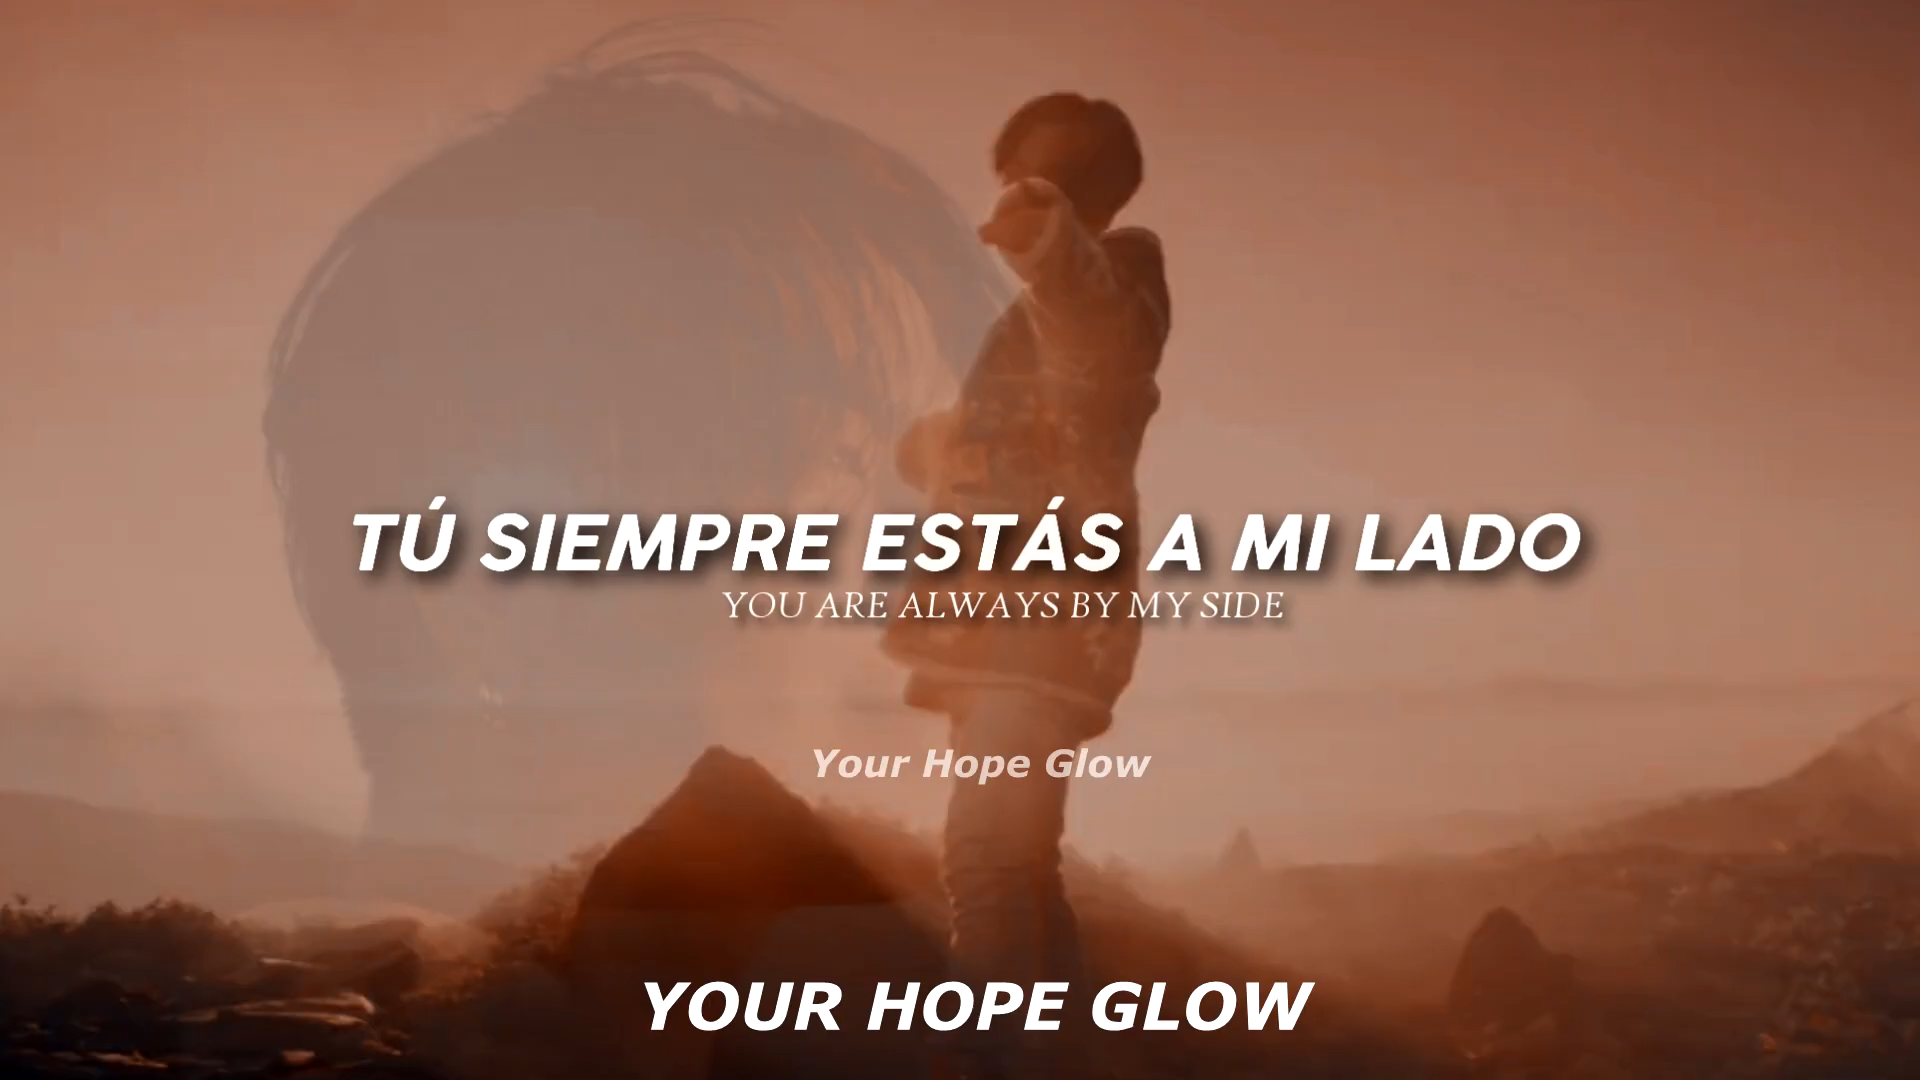 TÚ SIEMPRE ESTÁS A MI LADO
YOU ARE ALWAYS BY MY SIDE
Your Hope Glow
YOUR HOPE GLOW